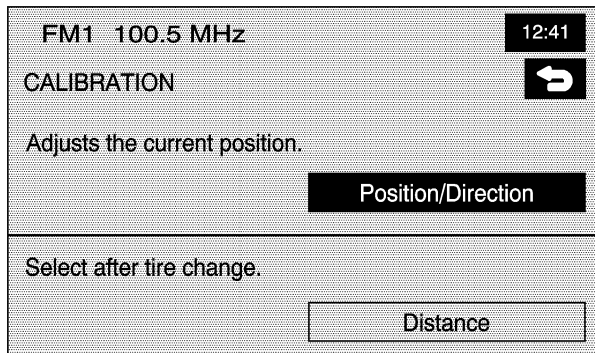 FM1 100.5 MHz
12:41
CALIBRATION
Adjusts the current position.
Position/Direction
Select after tire change.
Distance